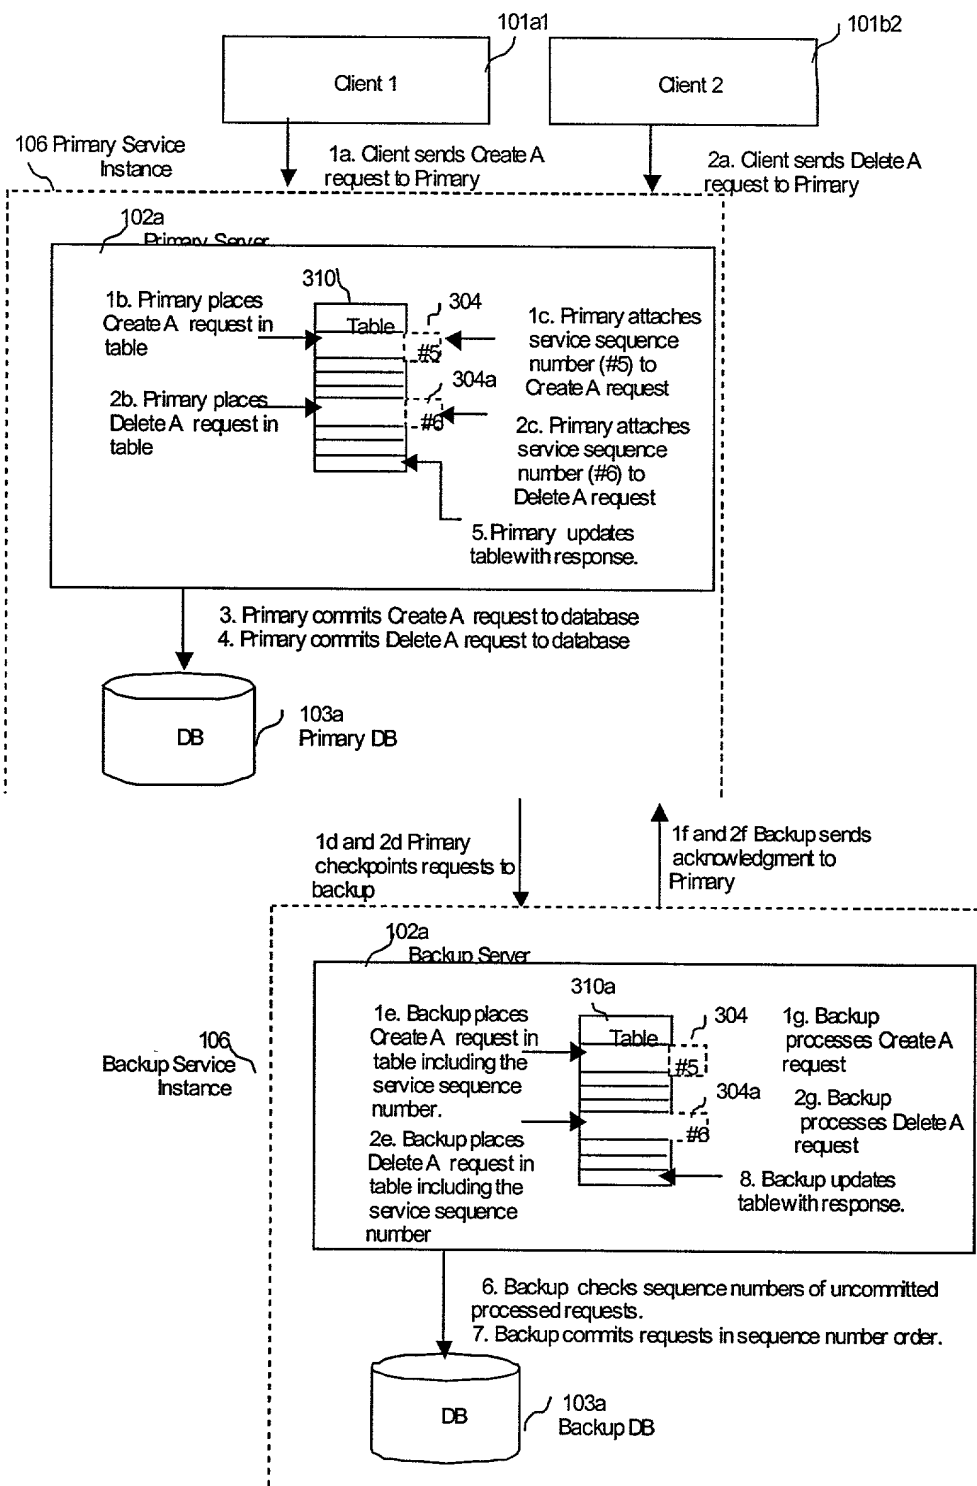 101a1
101b2
Client 1
Client 2
106 Primary Service
Instance
1a. Client sends Create A
request to Primary
2a. Client sends Delete A
request to Primary
102a
Primary Server
310
Table
304
#5
1b. Primary places
Create A request in
table
1c. Primary attaches
service sequence
number (#5) to
Create A request
304a
#6
2b. Primary places
Delete A request in
table
2c. Primary attaches
service sequence
number (#6) to
Delete A request
5. Primary updates
table with response.
3. Primary commits Create A request to database
4. Primary commits Delete A request to database
DB
103a
Primary DB
1d and 2d Primary
checkpoints requests to
backup
1f and 2f Backup sends
acknowledgment to
Primary
102a
Backup Server
310a
Table
304
#5
1e. Backup places
Create A request in
table including the
service sequence
number.
1g. Backup
processes Create A
request
106
Backup Service
Instance
304a
#6
2e. Backup places
Delete A request in
table including the
service sequence
number
2g. Backup
processes Delete A
request
8. Backup updates
table with response.
6. Backup checks sequence numbers of uncommitted
processed requests.
7. Backup commits requests in sequence number order.
DB
103a
Backup DB